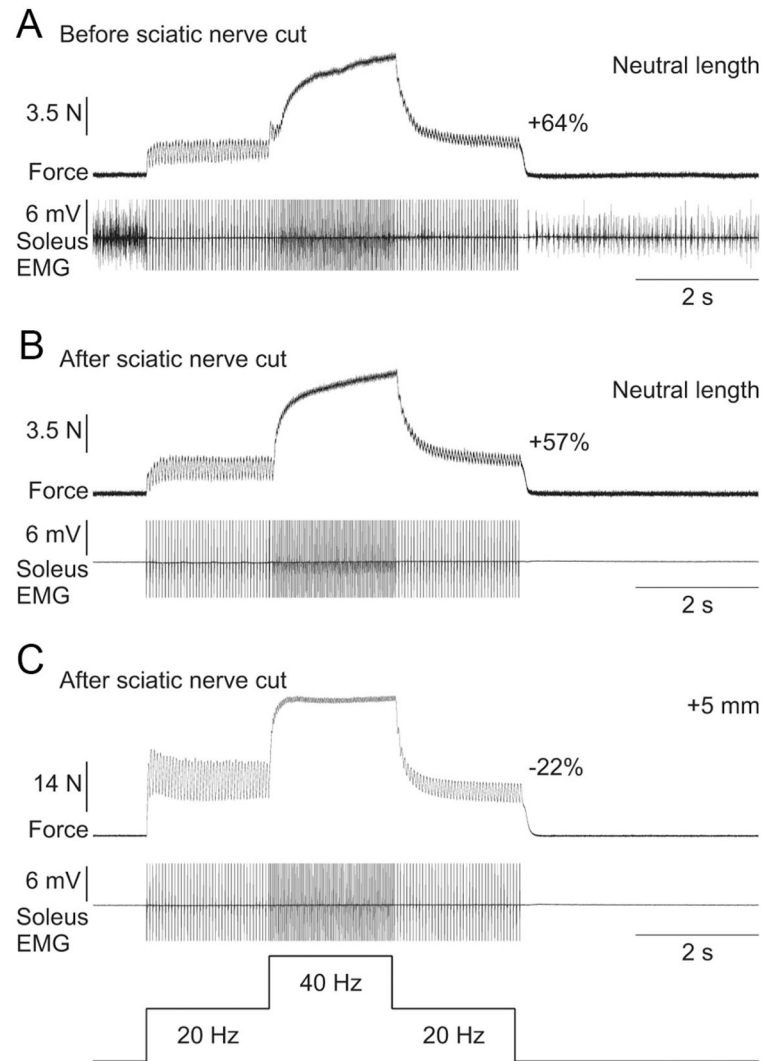 A
Before sciatic nerve cut
Neutral length
3.5 N
+64%
Force
6 mV
Soleus
EMG
2 s
B
After sciatic nerve cut
Neutral length
3.5 N
+57%
Force
6 mV
Soleus
EMG
2 s
C
After sciatic nerve cut
+5 mm
14 N
-22%
Force
6 mV
Soleus
EMG
2 s
40 Hz
20 Hz 20 Hz